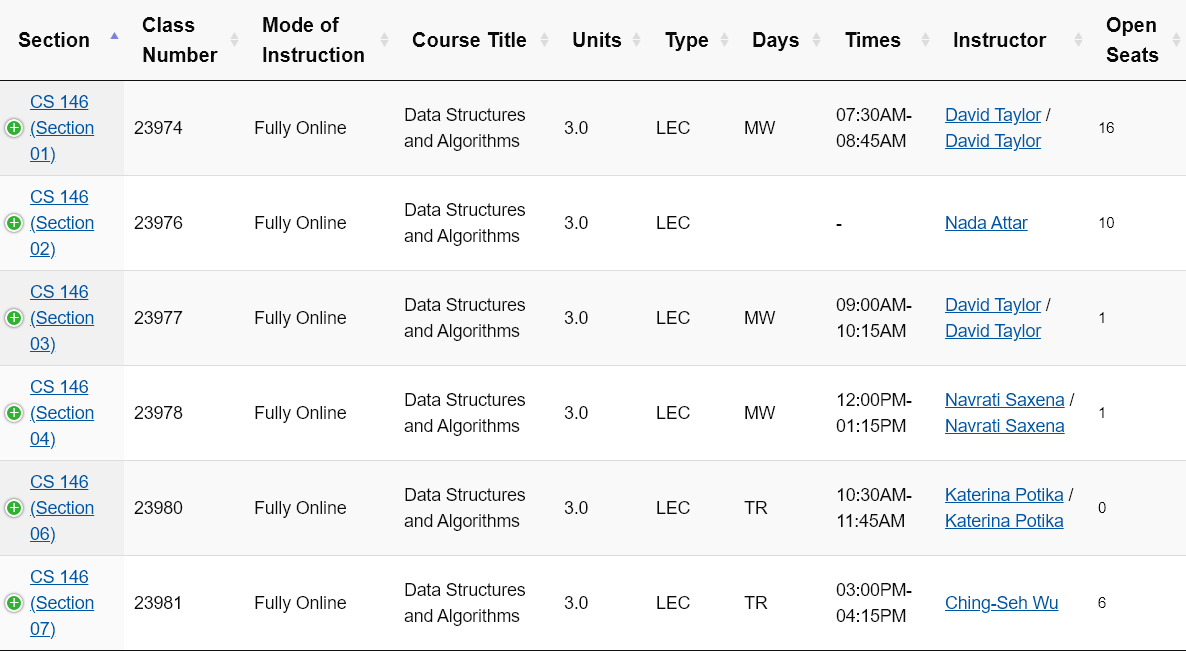 Section Class Number Mode of Instruction Course Title Units Type Days Times Instructor Open Seats
CS 146 (Section 01) 23974 Fully Online Data Structures and Algorithms 3.0 LEC MW 07:30AM-08:45AM David Taylor / David Taylor 16
CS 146 (Section 02) 23976 Fully Online Data Structures and Algorithms 3.0 LEC - Nada Attar 10
CS 146 (Section 03) 23977 Fully Online Data Structures and Algorithms 3.0 LEC MW 09:00AM-10:15AM David Taylor / David Taylor 1
CS 146 (Section 04) 23978 Fully Online Data Structures and Algorithms 3.0 LEC MW 12:00PM-01:15PM Navrati Saxena / Navrati Saxena 1
CS 146 (Section 06) 23980 Fully Online Data Structures and Algorithms 3.0 LEC TR 10:30AM-11:45AM Katerina Potika / Katerina Potika 0
CS 146 (Section 07) 23981 Fully Online Data Structures and Algorithms 3.0 LEC TR 03:00PM-04:15PM Ching-Seh Wu 6